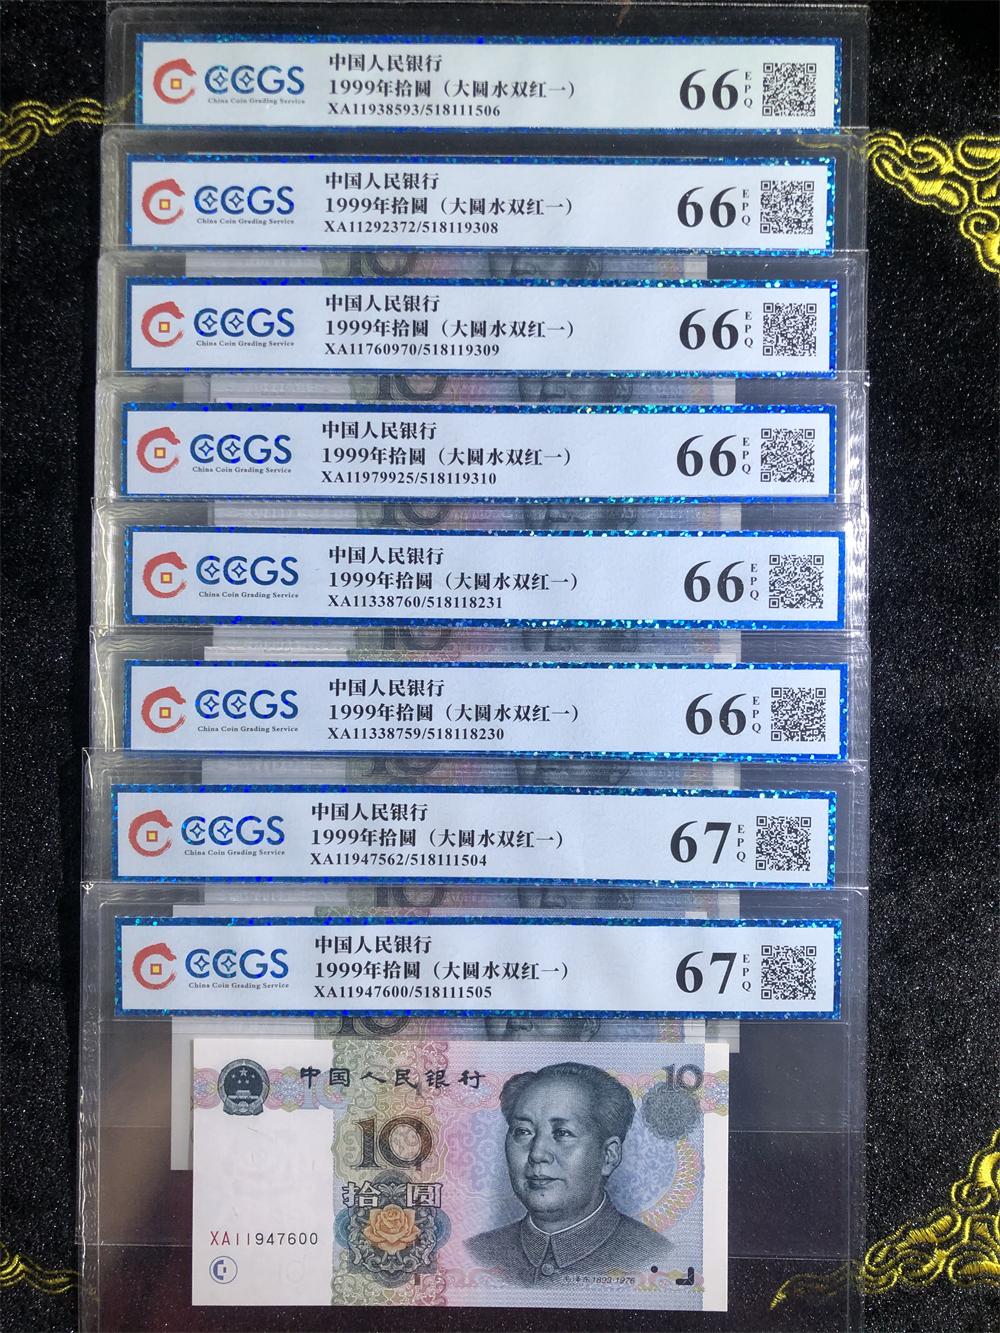 CCGS
China Coin Grading Service
中国人民银行
1999年拾圆（大圆水双红一）
XA11938593/518111506
66
EPQ
CCGS
China Coin Grading Service
中国人民银行
1999年拾圆（大圆水双红一）
XA11292372/518119308
66
EPQ
CCGS
China Coin Grading Service
中国人民银行
1999年拾圆（大圆水双红一）
XA11760970/518119309
66
EPQ
CCGS
China Coin Grading Service
中国人民银行
1999年拾圆（大圆水双红一）
XA11979925/518119310
66
EPQ
CCGS
China Coin Grading Service
中国人民银行
1999年拾圆（大圆水双红一）
XA11338760/518118231
66
EPQ
CCGS
China Coin Grading Service
中国人民银行
1999年拾圆（大圆水双红一）
XA11338759/518118230
66
EPQ
CCGS
China Coin Grading Service
中国人民银行
1999年拾圆（大圆水双红一）
XA11947562/518111504
67
EPQ
CCGS
China Coin Grading Service
中国人民银行
1999年拾圆（大圆水双红一）
XA11947600/518111505
67
EPQ
中国人民银行
10
10
拾圆
XA11947600
毛泽东 1893-1976